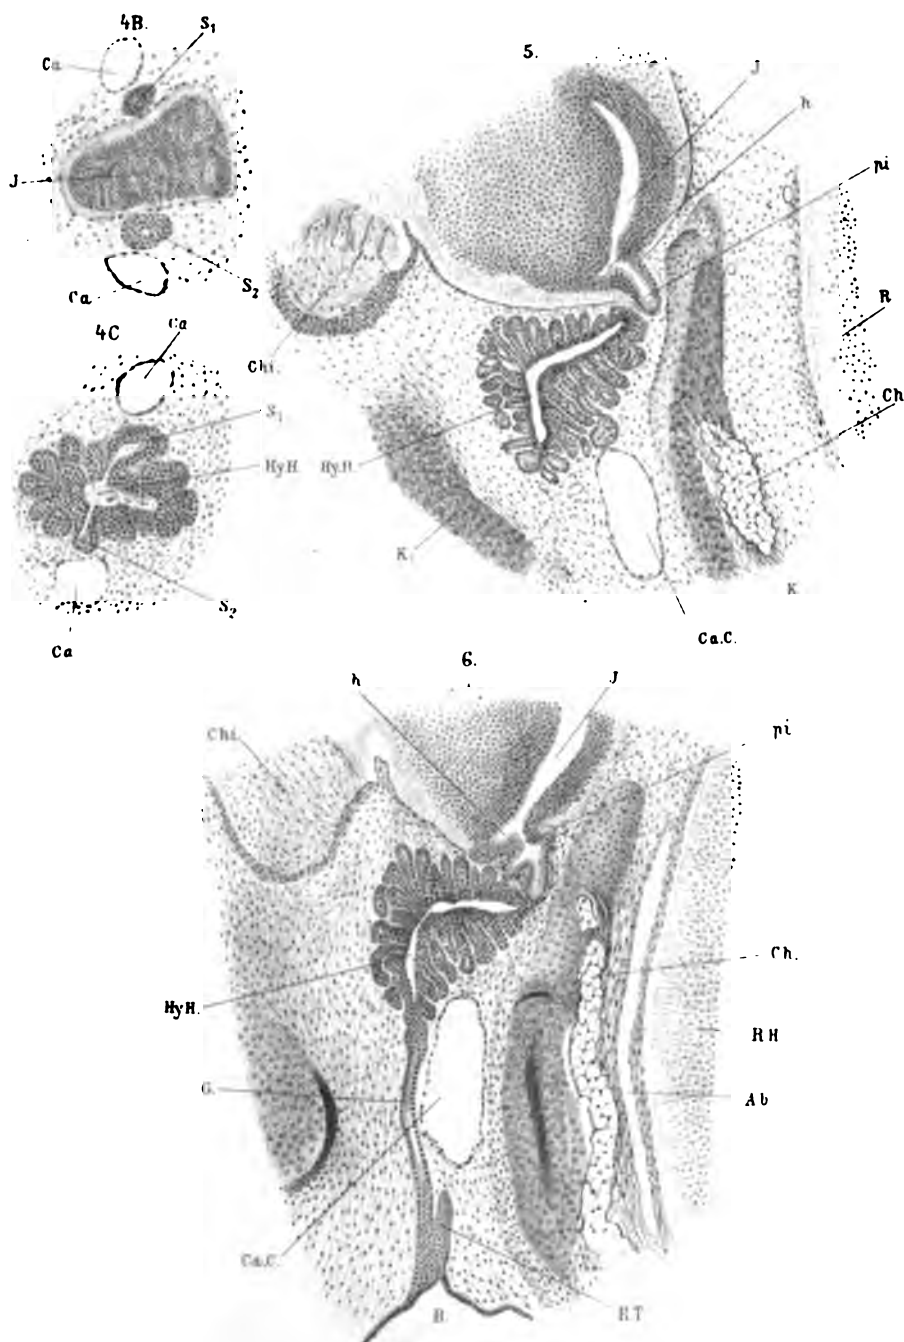 4B.
S₁
Ca
J
S₂
Ca
4C
Ca
S₁
HyH.
S₂
Ca
5.
J
h
pi
R
Ch
Chi.
HyH.
K.
K.
Ca.C.
6.
h
J
Chi.
pi
Ch.
HyH.
RH
G.
Ab
Ca.C.
B.
R.T